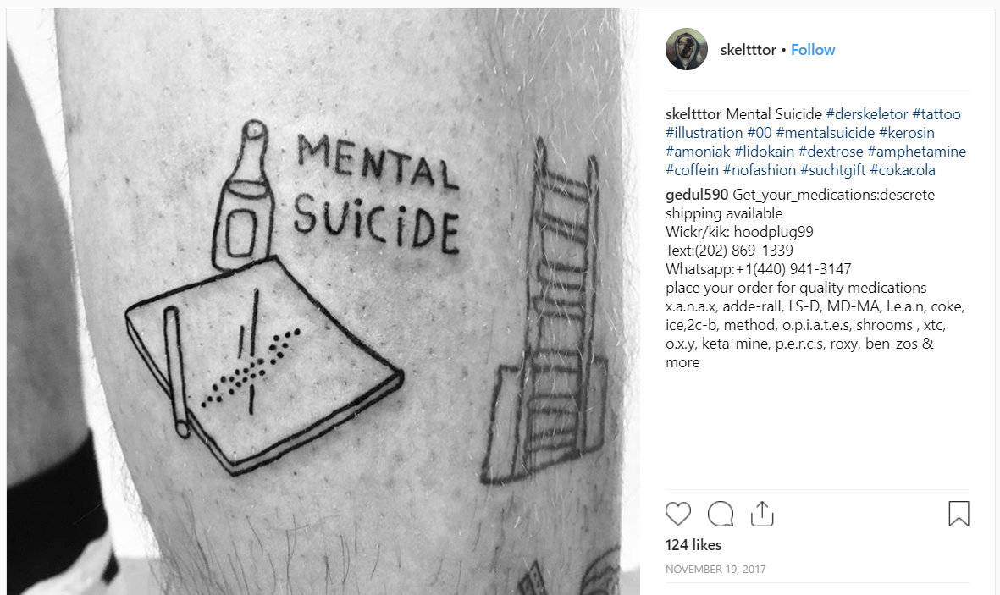 MENTAL
SUiCiDE
skeltttor • Follow
skeltttor Mental Suicide #derskeletor #tattoo
#illustration #00 #mentalsuicide #kerosin
#amoniak #lidokain #dextrose #amphetamine
#coffein #nofashion #suchtgift #cokacola
gedul590 Get_your_medications:descrete
shipping available
Wickr/kik: hoodplug99
Text:(202) 869-1339
Whatsapp:+1(440) 941-3147
place your order for quality medications
x.a.n.a.x, adde-rall, LS-D, MD-MA, l.e.a.n, coke,
ice,2c-b, method, o.p.i.a.t.e.s, shrooms , xtc,
o.x.y, keta-mine, p.e.r.c.s, roxy, ben-zos &
more
124 likes
NOVEMBER 19, 2017